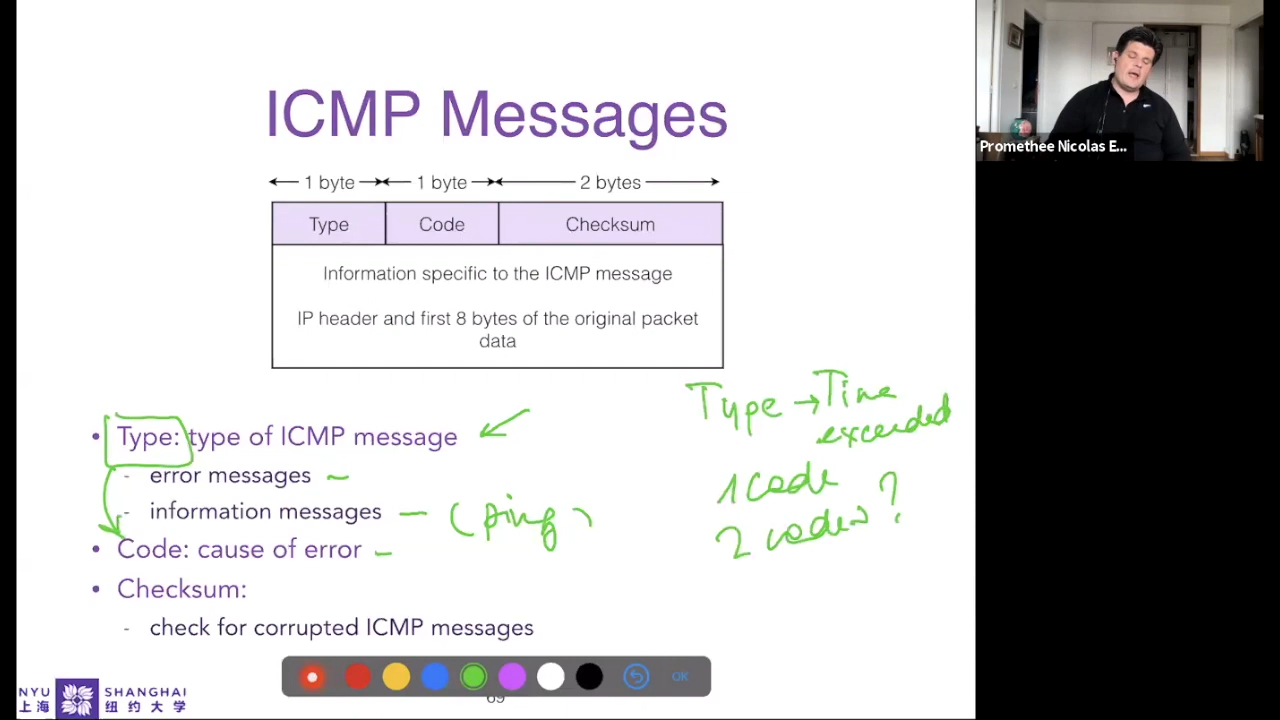 ICMP Messages
1 byte
1 byte
2 bytes
Type
Code
Checksum
Information specific to the ICMP message
IP header and first 8 bytes of the original packet
data
• Type: type of ICMP message
- error messages
- information messages
(ping)
• Code: cause of error
• Checksum:
- check for corrupted ICMP messages
Type → Time
exceeded
1 code
2 codes ?
OK
69
NYU SHANGHAI
上海 纽约大学
Promethee Nicolas E...